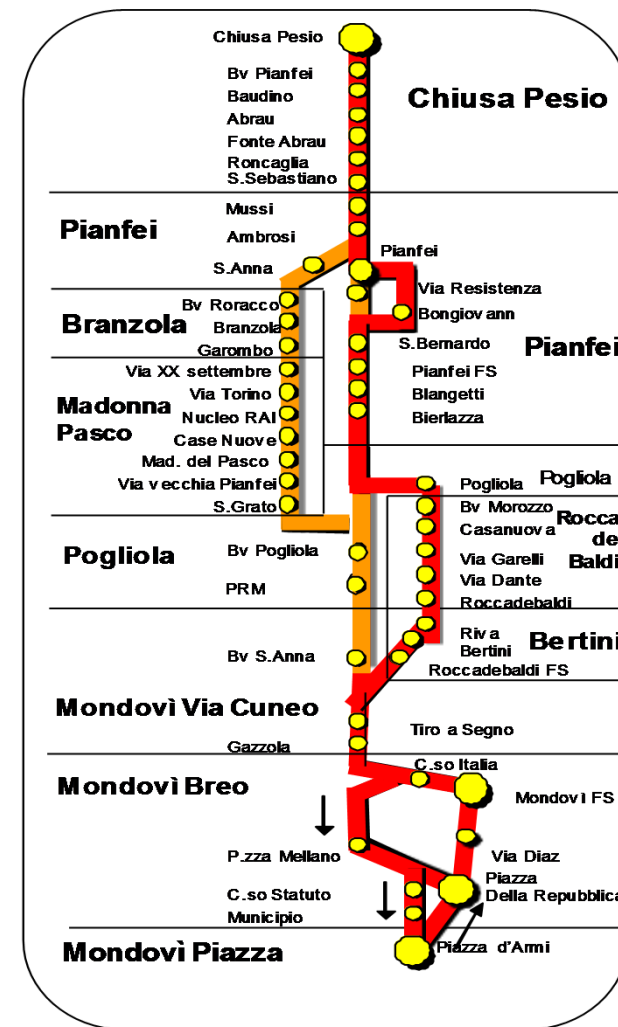 Chiusa Pesio
Bv Pianfei
Baudino
Chiusa Pesio
Abrau
Fonte Abrau
Roncaglia
S.Sebastiano
Mussi
Pianfei
Ambrosi
Pianfei
S.Anna
Via Resistenza
Bv Roracco
Bongiovann
Branzola
Branzola
S.Bernardo
Garombo
Pianfei
Via XX settembre
Pianfei FS
Via Torino
Blangetti
Madonna
Pasco
Nucleo RAI
Bierlazza
Case Nuove
Mad. del Pasco
Via vecchia Pianfei
Pogliola
Pogliola
S.Grato
Bv Morozzo
Casanuova
Rocca
de
Baldi
Bv Pogliola
Via Garelli
Pogliola
Via Dante
PRM
Roccadebaldi
Riva
Bertini
Bertini
Bv S.Anna
Roccadebaldi FS
Mondovì Via Cuneo
Tiro a Segno
Gazzola
C.so Italia
Mondovì Breo
Mondovì FS
P.zza Mellano
Via Diaz
Piazza
Della Repubblica
C.so Statuto
Municipio
Mondovì Piazza
Piazza d'Armi